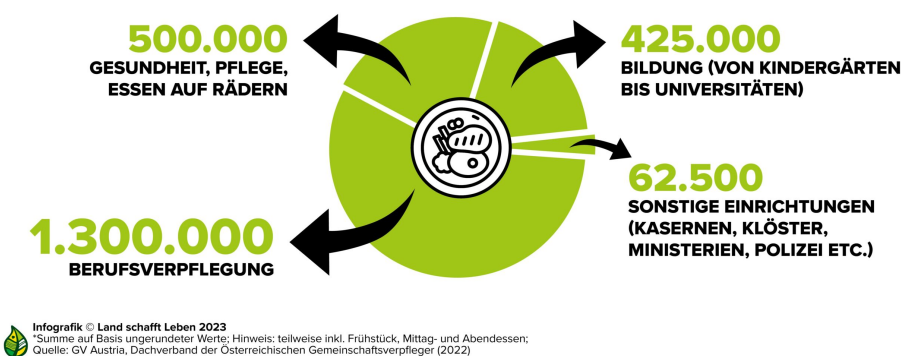 500.000
GESUNDHEIT, PFLEGE,
ESSEN AUF RÄDERN
425.000
BILDUNG (VON KINDERGÄRTEN
BIS UNIVERSITÄTEN)
62.500
SONSTIGE EINRICHTUNGEN
(KASERNEN, KLÖSTER,
MINISTERIEN, POLIZEI ETC.)
1.300.000
BERUFSVERPFLEGUNG
Infografik © Land schafft Leben 2023
*Summe auf Basis ungerundeter Werte; Hinweis: teilweise inkl. Frühstück, Mittag- und Abendessen;
Quelle: GV Austria, Dachverband der Österreichischen Gemeinschaftsverpfleger (2022)